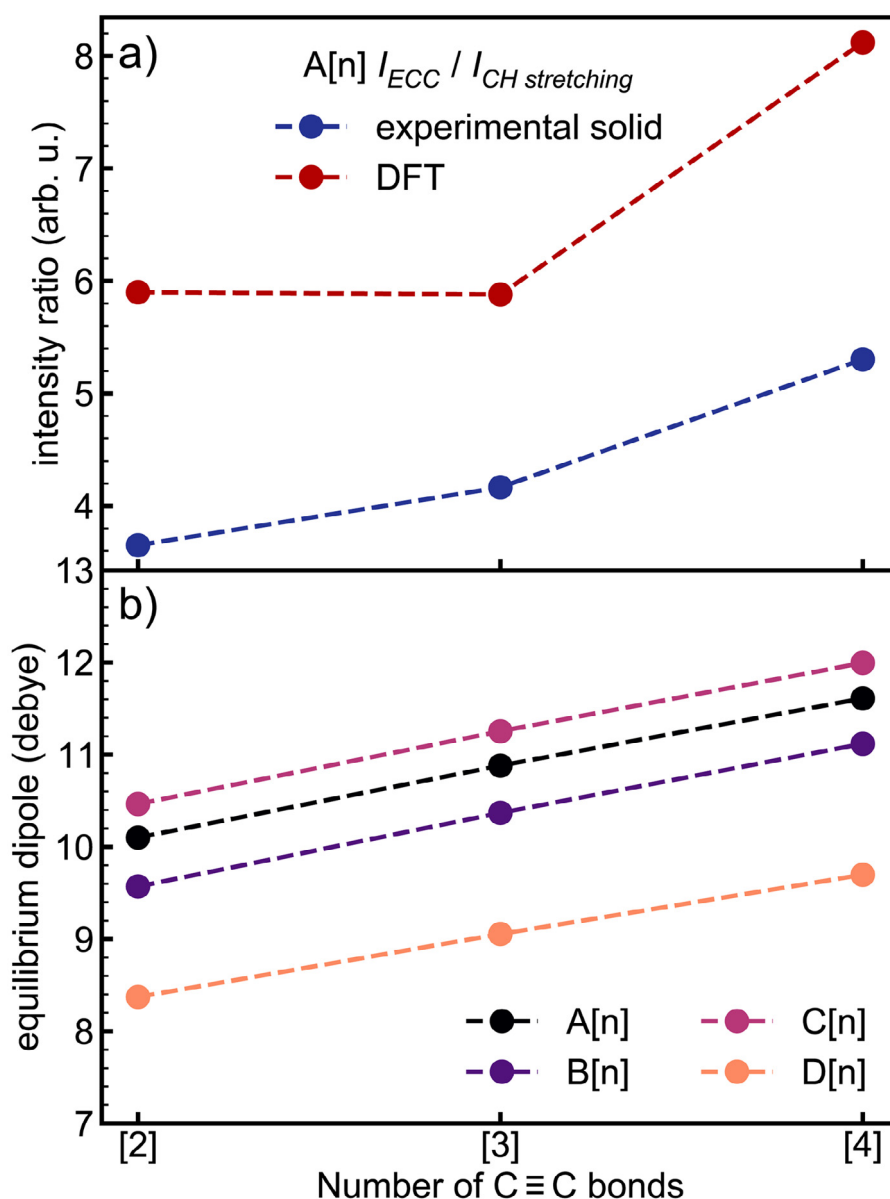 a)
A[n] I_ECC / I_CH stretching
experimental solid
DFT
8
7
6
5
4
intensity ratio (arb. u.)
b)
13
12
11
10
9
8
7
equilibrium dipole (debye)
A[n] C[n]
B[n] D[n]
[2] [3] [4]
Number of C≡C bonds